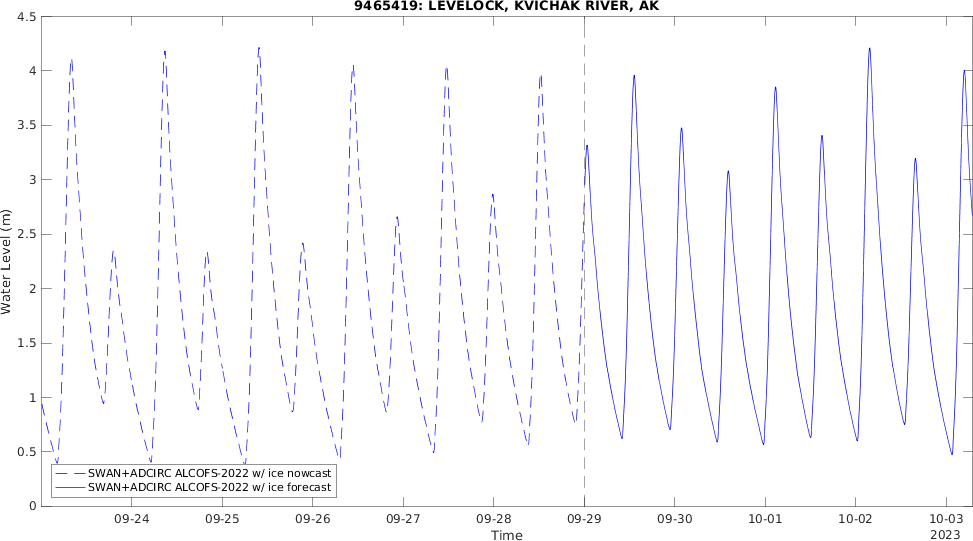 9465419: LEVELOCK, KVICHAK RIVER, AK
4.5
4
3.5
3
2.5
2
1.5
1
0.5
0
Water Level (m)
SWAN+ADCIRC ALCOFS-2022 w/ ice nowcast
SWAN+ADCIRC ALCOFS-2022 w/ ice forecast
09-24 09-25 09-26 09-27 09-28 09-29 09-30 10-01 10-02 10-03
2023
Time